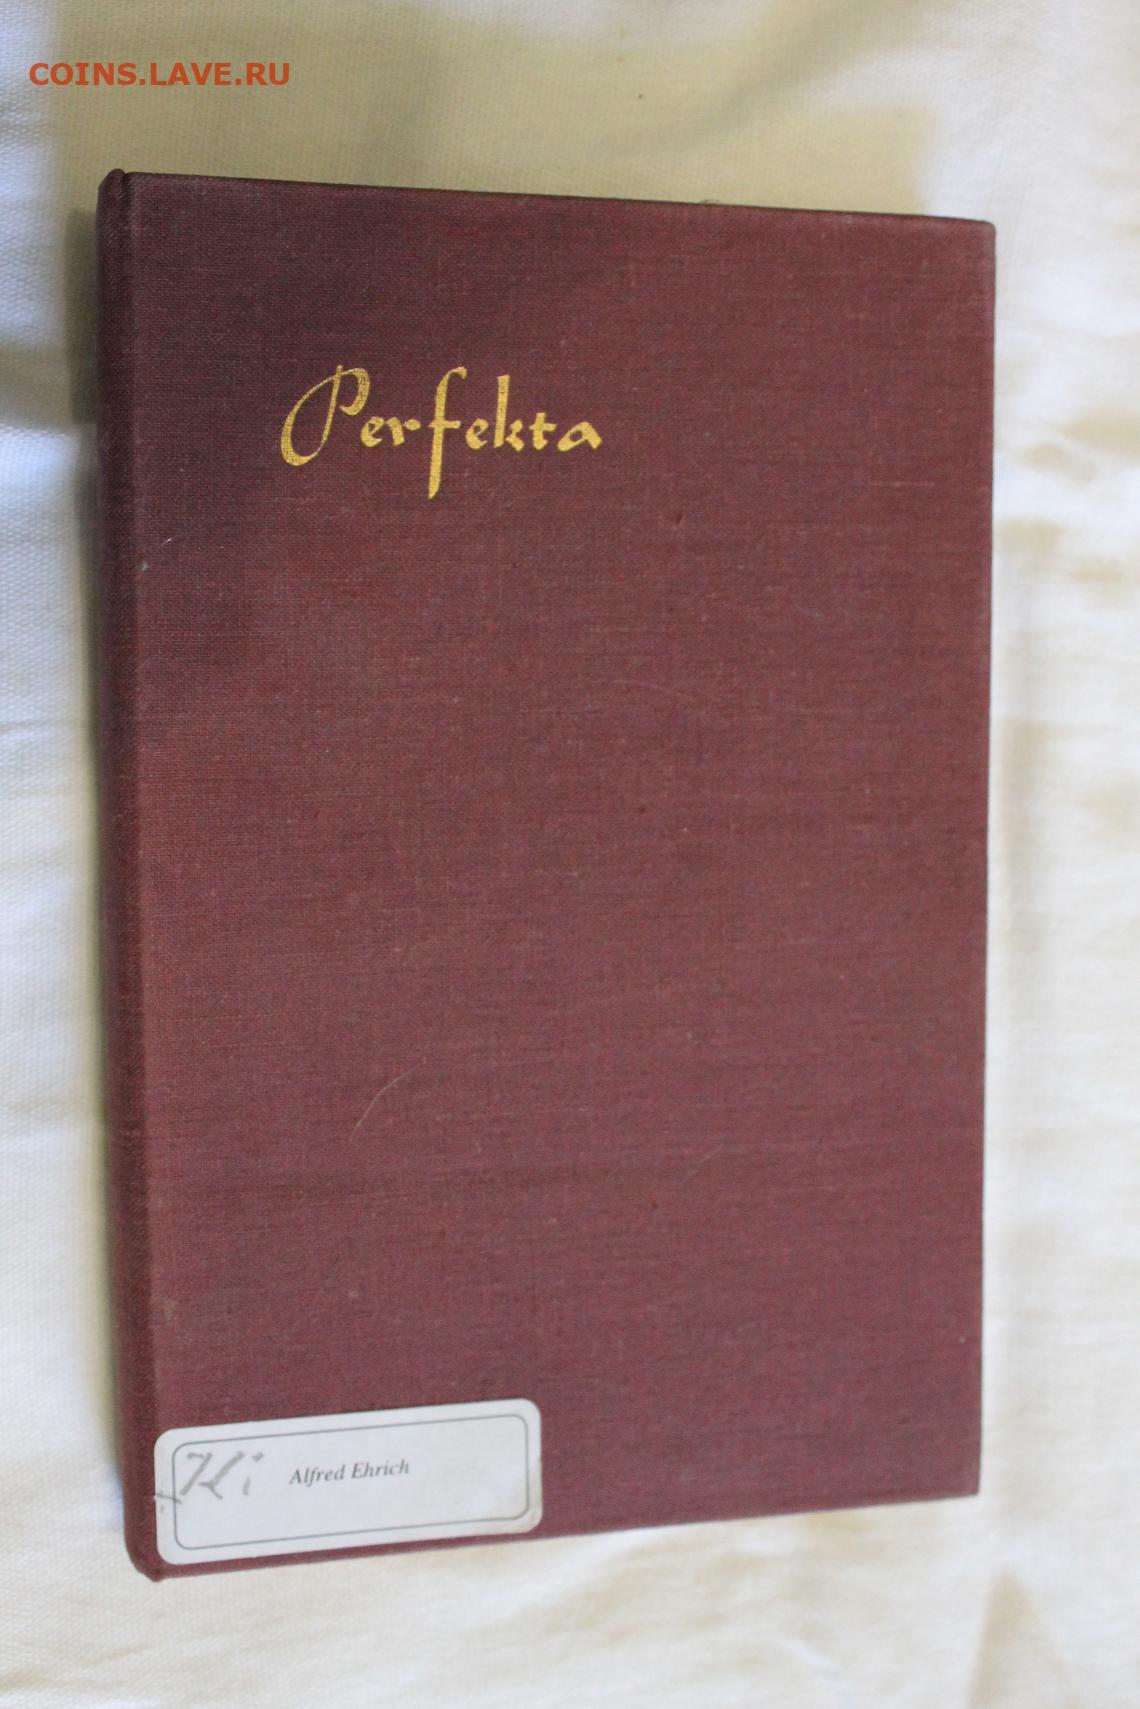 COINS.LAVE.RU
Perfekta
Ki
Alfred Ehrich